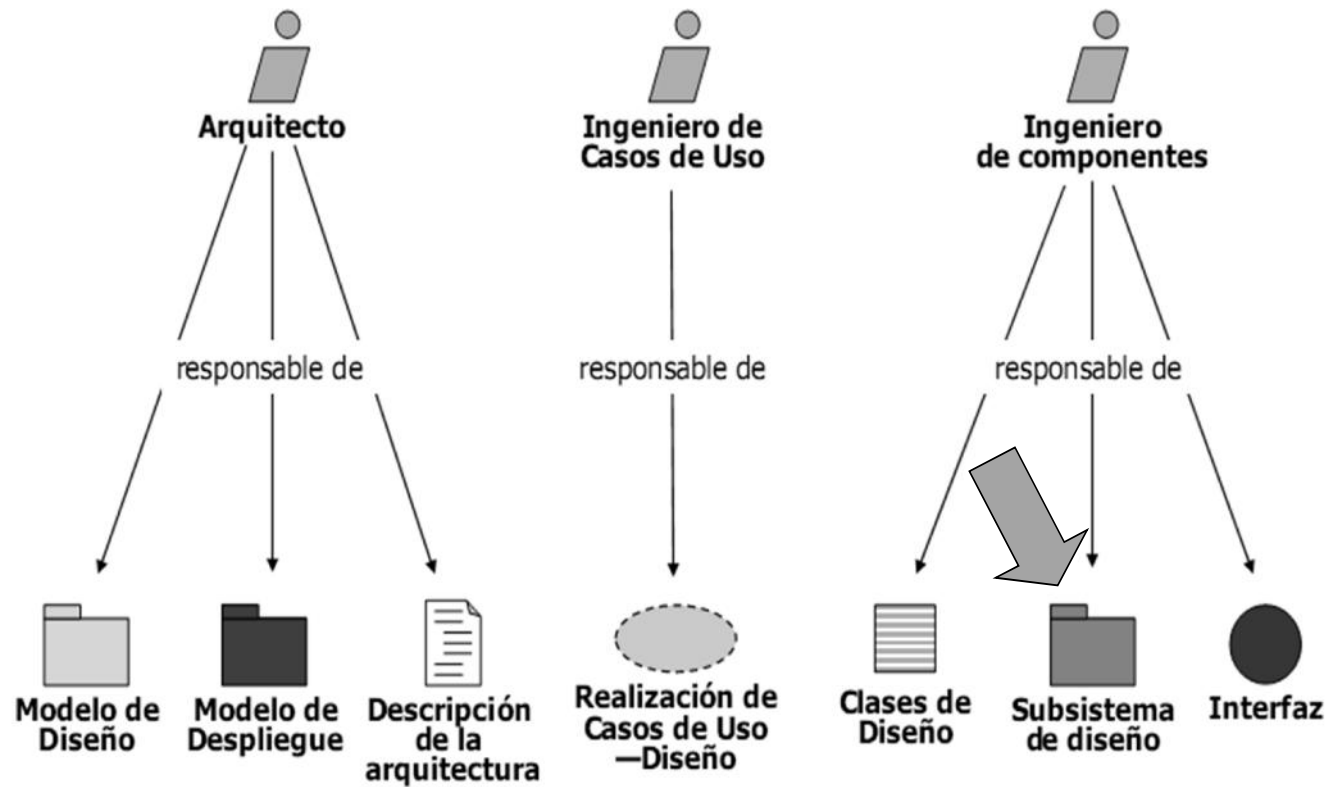 Arquitecto
Ingeniero de
Casos de Uso
Ingeniero
de componentes
responsable de
responsable de
responsable de
Modelo de
Diseño
Modelo de
Despliegue
Descripción
de la
arquitectura
Realización de
Casos de Uso
—Diseño
Clases de
Diseño
Subsistema
de diseño
Interfaz